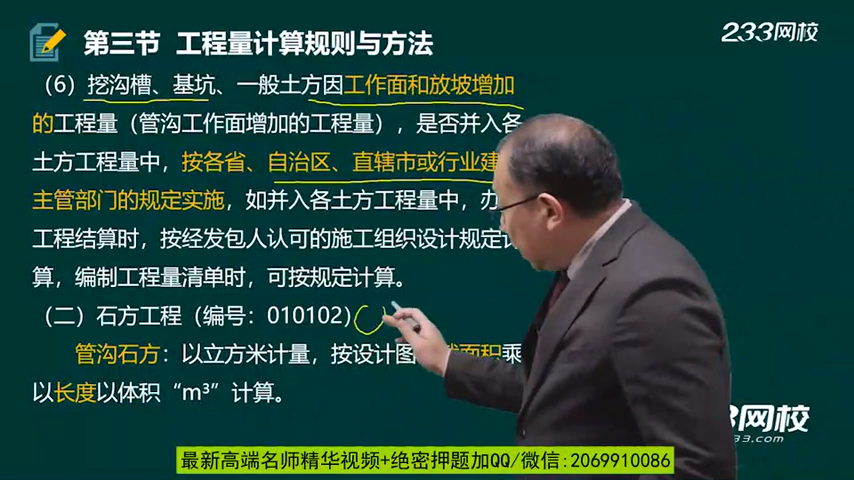 第三节 工程量计算规则与方法
233网校
（6）挖沟槽、基坑、一般土方因工作面和放坡增加
的工程量（管沟工作面增加的工程量），是否并入各
土方工程量中，按各省、自治区、直辖市或行业建
主管部门的规定实施，如并入各土方工程量中，办
工程结算时，按经发包人认可的施工组织设计规定计
算，编制工程量清单时，可按规定计算。
（二）石方工程（编号：010102）
管沟石方：以立方米计量，按设计图 截面积乘
以长度以体积“m³”计算。
3网校
33.com
最新高端名师精华视频+绝密押题加QQ/微信:2069910086